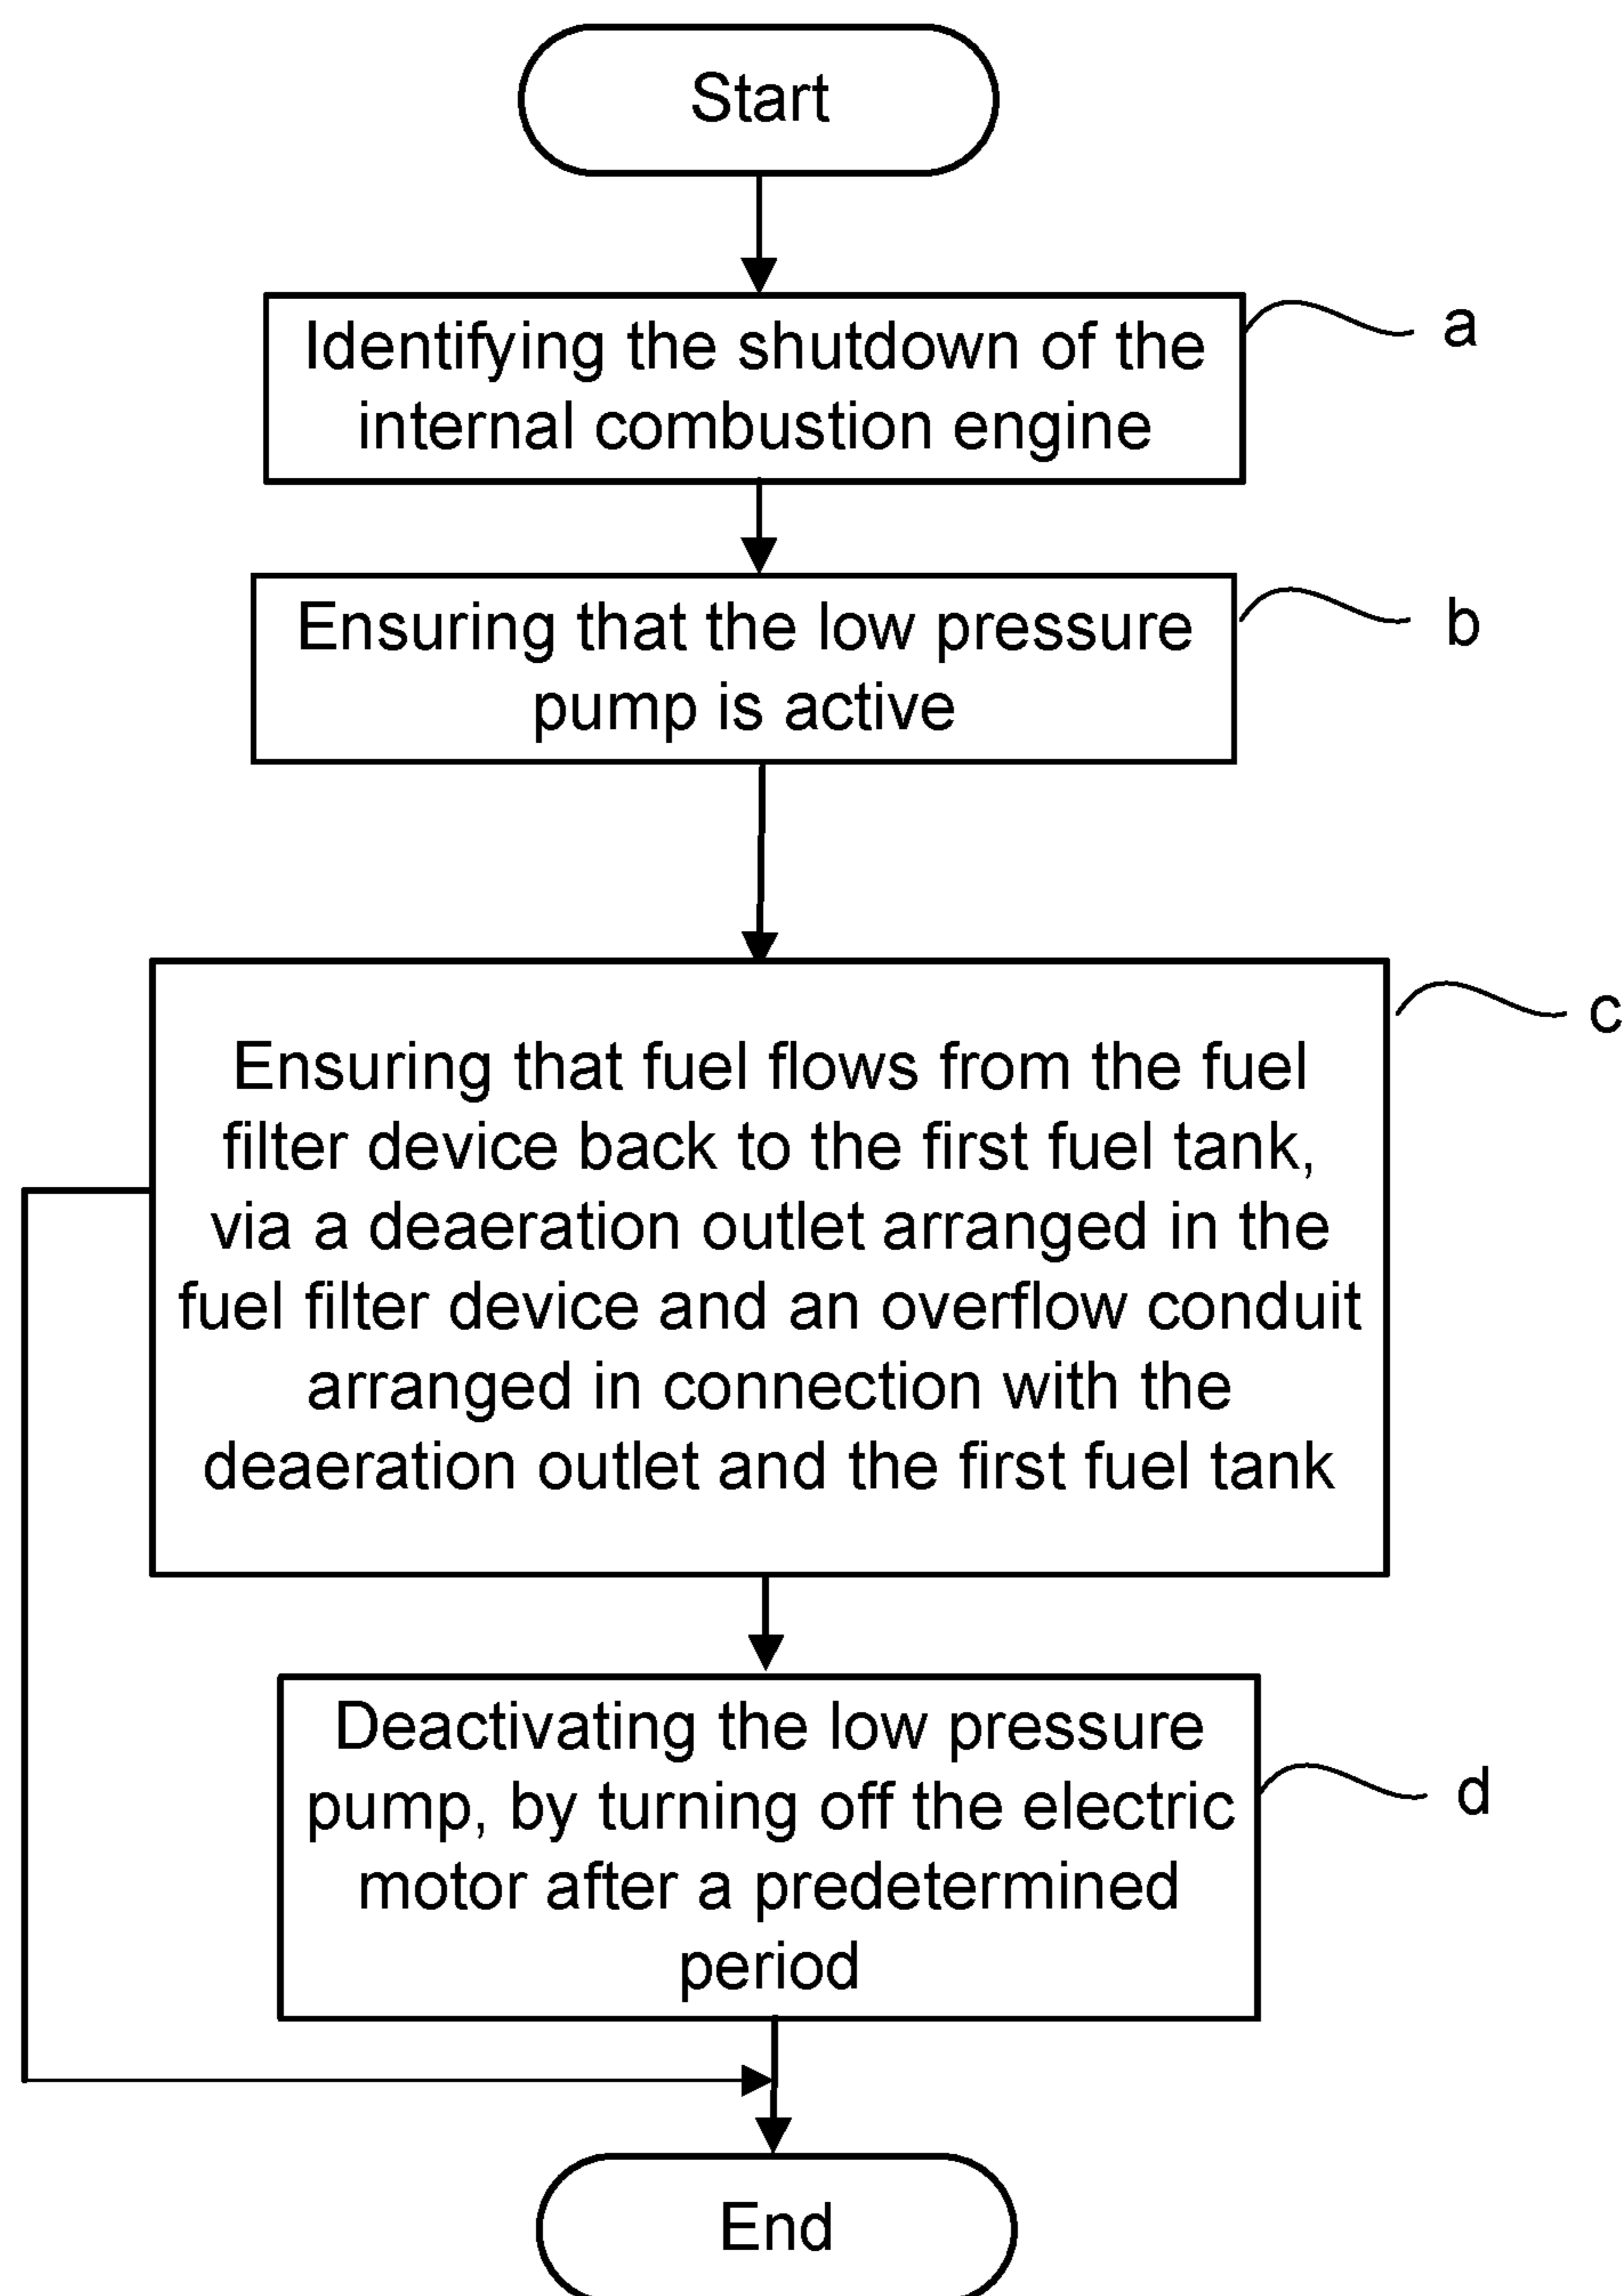 Start
Identifying the shutdown of the
internal combustion engine
a
Ensuring that the low pressure
pump is active
b
Ensuring that fuel flows from the fuel
filter device back to the first fuel tank,
via a deaeration outlet arranged in the
fuel filter device and an overflow conduit
arranged in connection with the
deaeration outlet and the first fuel tank
c
Deactivating the low pressure
pump, by turning off the electric
motor after a predetermined
period
d
End